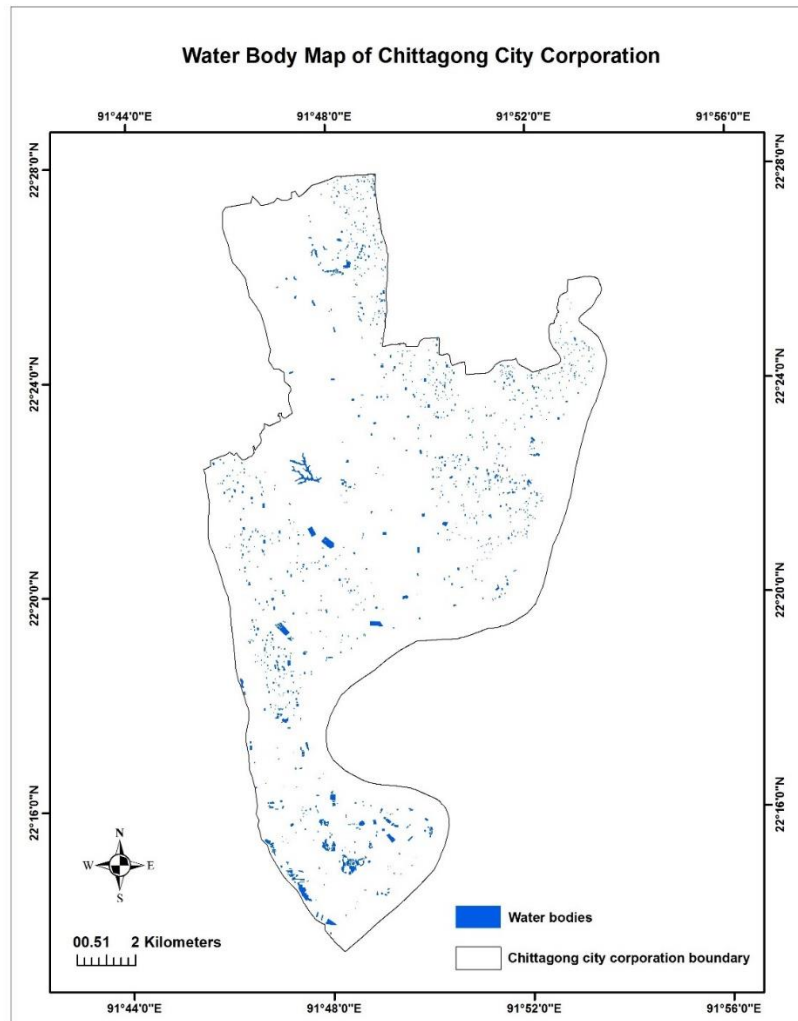 Water Body Map of Chittagong City Corporation
91°44'0"E 91°48'0"E 91°52'0"E 91°56'0"E
22°28'0"N 22°28'0"N
22°24'0"N 22°24'0"N
22°20'0"N 22°20'0"N
22°16'0"N 22°16'0"N
N
W E
S
Water bodies
00.51 2 Kilometers
Chittagong city corporation boundary
91°44'0"E 91°48'0"E 91°52'0"E 91°56'0"E